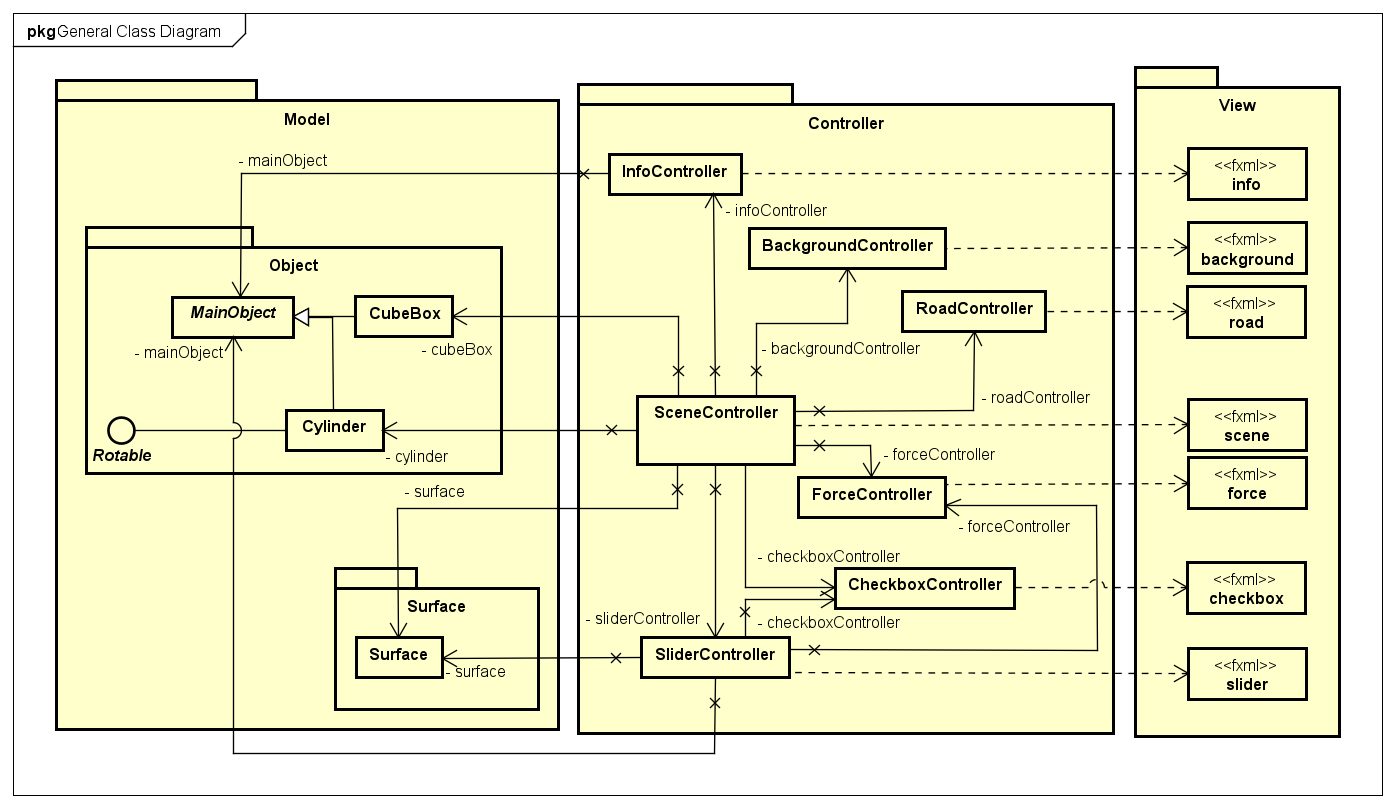 pkgGeneral Class Diagram
Model
Controller
View
- mainObject
InfoController
<<fxml>>
info
- infoController
BackgroundController
<<fxml>>
background
Object
MainObject
CubeBox
RoadController
<<fxml>>
road
- mainObject
- cubeBox
- backgroundController
- roadController
SceneController
<<fxml>>
scene
Cylinder
Rotable
- cylinder
- forceController
<<fxml>>
force
- surface
ForceController
- forceController
- checkboxController
CheckboxController
<<fxml>>
checkbox
Surface
- sliderController
- checkboxController
Surface
SliderController
- surface
<<fxml>>
slider